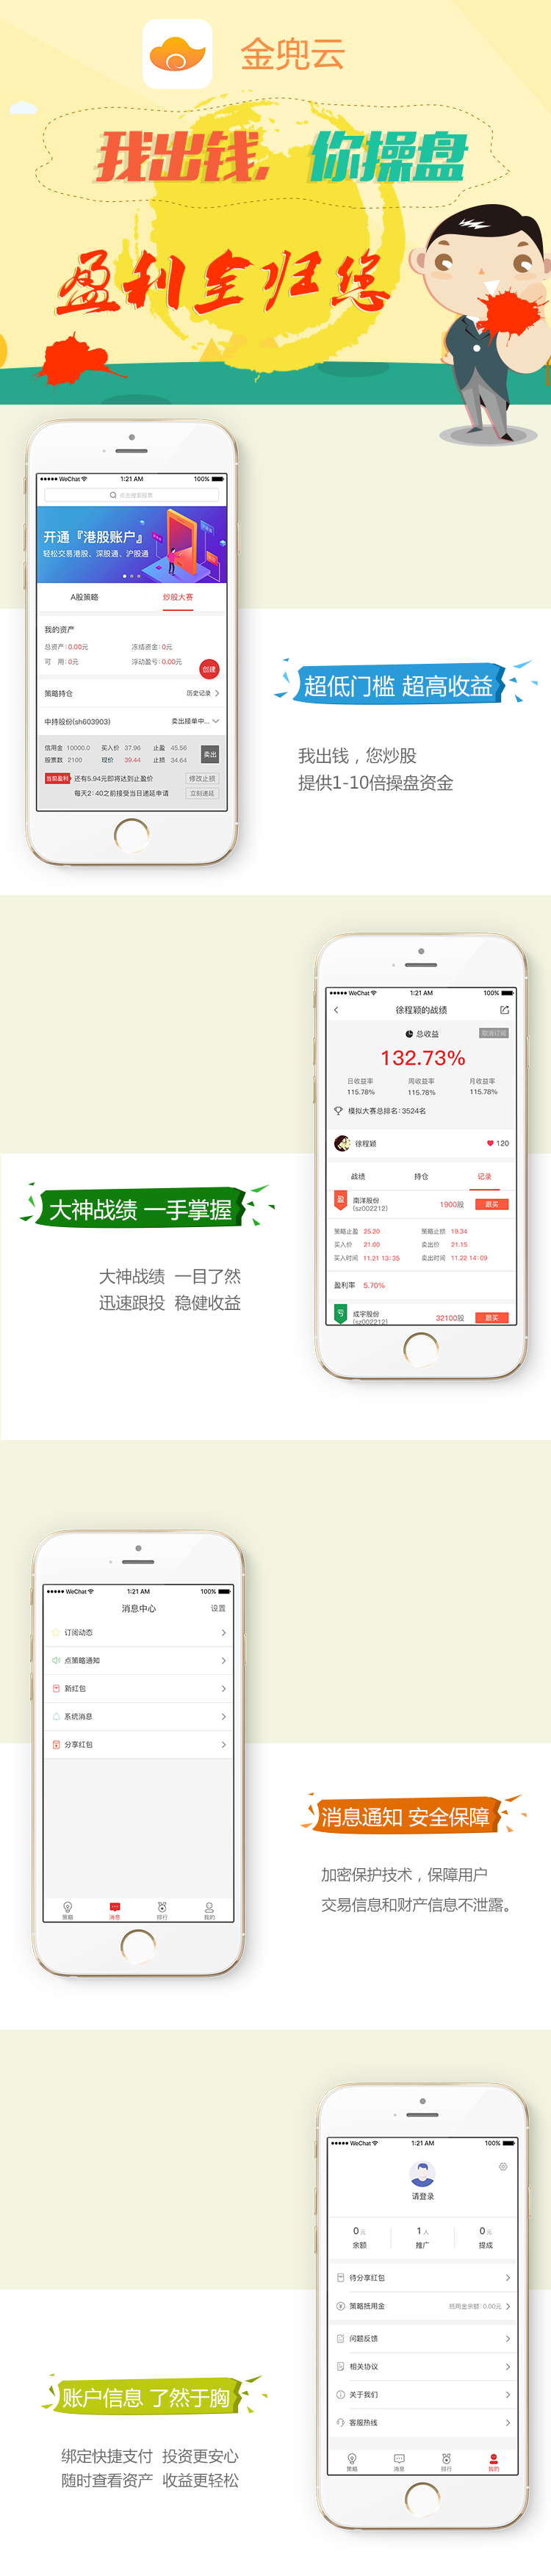 金兜云
我出钱,你操盘
盈利全归您
WeChat 1:21 AM 100%
点击搜索股票
开通『港股账户』
轻松交易港股、深股通、沪股通
A股策略 炒股大赛
我的资产
总资产:0.00元 冻结资金:0元
可 用:0元 浮动盈亏:0.00元
创建
策略持仓 历史记录
中持股份(sh603903) 卖出接单中...
信用金 10000.0 买入价 37.96 止盈 45.56
股票数 2100 现价 39.44 止损 34.64
卖出
当前盈利 还有5.94元即将达到止盈价 修改止损
每天2:40之前接受当日递延申请 立刻递延
超低门槛 超高收益
我出钱,您炒股
提供1-10倍操盘资金
WeChat 1:21 AM 100%
徐程颖的战绩
总收益 取消订阅
132.73%
日收益率 周收益率 月收益率
115.78% 115.78% 115.78%
模拟大赛总排名:3524名
徐程颖 120
战绩 持仓 记录
盈 南洋股份 1900股 跟买
(sz002212)
策略止盈 25.20 策略止损 19.34
买入价 21.00 卖出价 21.15
买入时间 11.21 13:35 卖出时间 11.22 14:09
盈利率 5.70%
亏 成宇股份 32100股 跟买
(sz002212)
大神战绩 一手掌握
大神战绩 一目了然
迅速跟投 稳健收益
WeChat 1:21 AM 100%
消息中心 设置
订阅动态
点策略通知
新红包
系统消息
分享红包
策略 消息 排行 我的
消息通知 安全保障
加密保护技术,保障用户
交易信息和财产信息不泄露。
WeChat 1:21 AM 100%
请登录
0元 1人 0元
余额 推广 提成
待分享红包
策略抵用金 抵用金余额:0.00元
问题反馈
相关协议
关于我们
客服热线
策略 消息 排行 我的
账户信息 了然于胸
绑定快捷支付 投资更安心
随时查看资产 收益更轻松